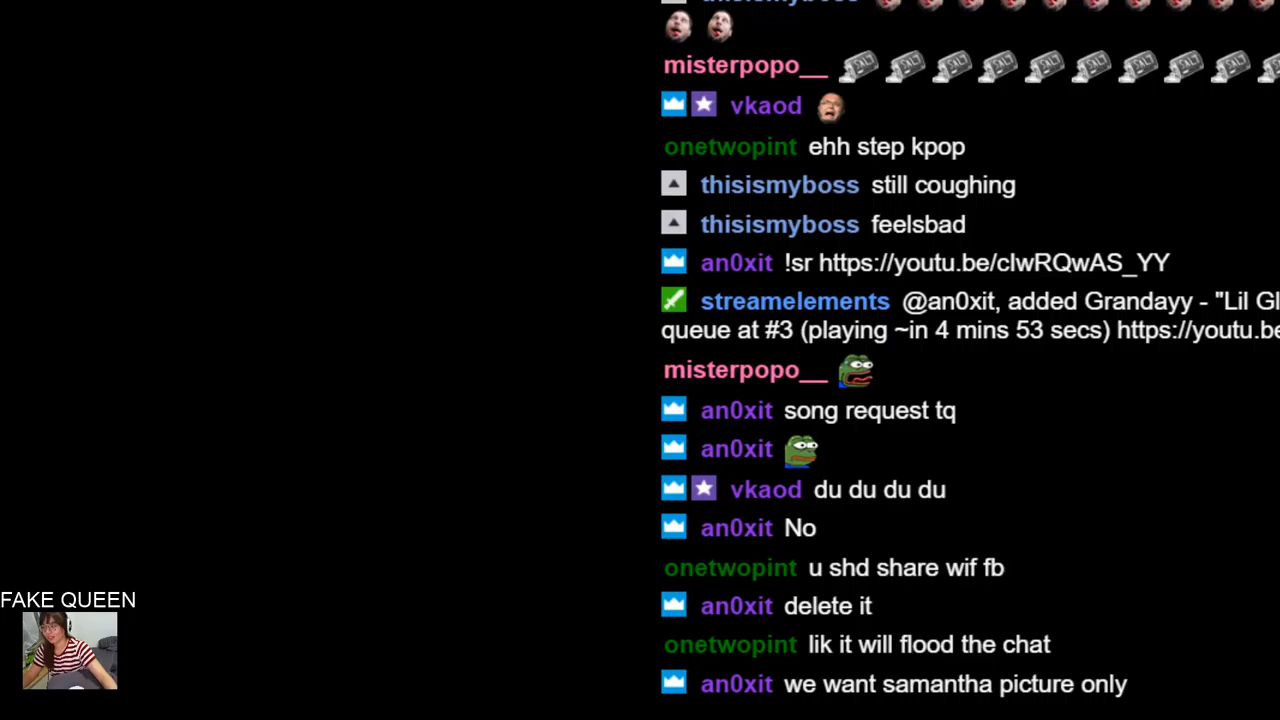 misterpopo__
vkaod
onetwopint ehh step kpop
thisismyboss still coughing
thisismyboss feelsbad
an0xit !sr https://youtu.be/cIwRQwAS_YY
streamelements @an0xit, added Grandayy - "Lil Gl
queue at #3 (playing ~in 4 mins 53 secs) https://youtu.be
misterpopo__
an0xit song request tq
an0xit
vkaod du du du du
an0xit No
onetwopint u shd share wif fb
FAKE QUEEN
an0xit delete it
onetwopint lik it will flood the chat
an0xit we want samantha picture only